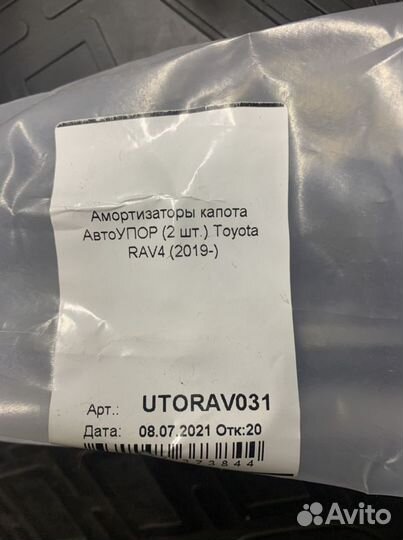 Амортизаторы капота
АвтоУПОР (2 шт.) Toyota
RAV4 (2019-)
Арт.: UTORAV031
Дата: 08.07.2021 Отк:20
Avito